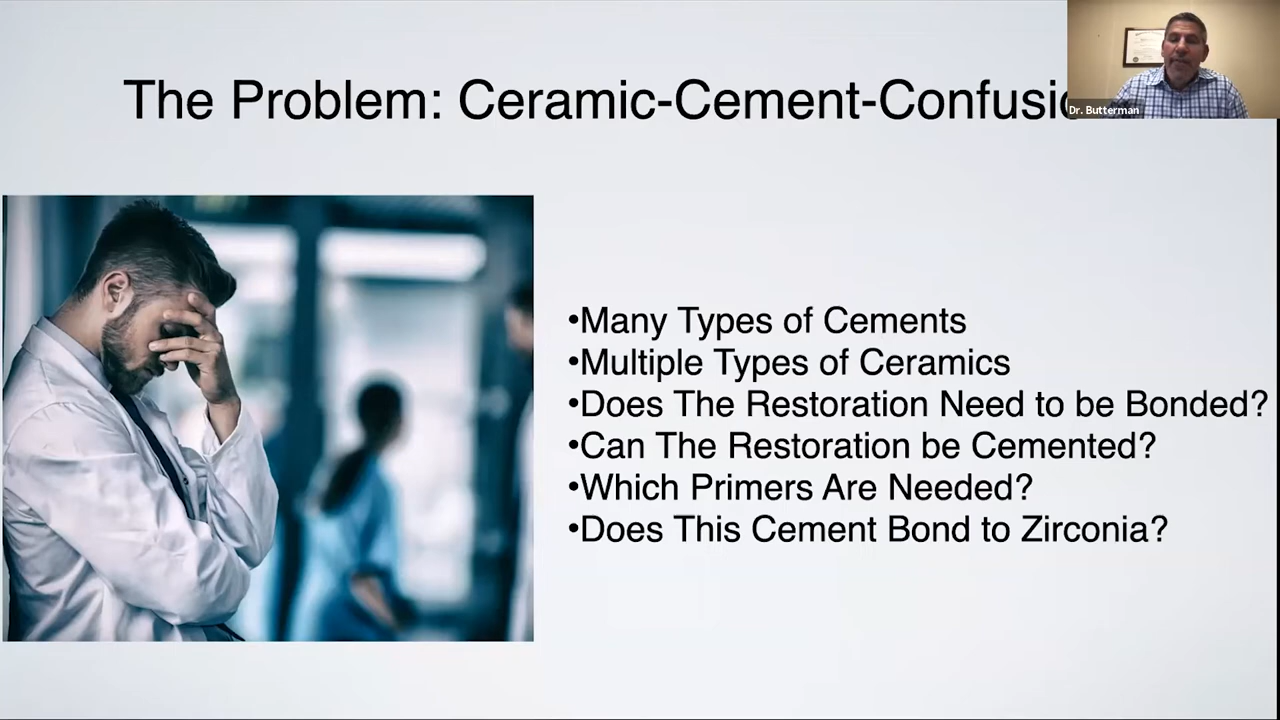 The Problem: Ceramic-Cement-Confusio
Dr. Butterman
•Many Types of Cements
•Multiple Types of Ceramics
•Does The Restoration Need to be Bonded?
•Can The Restoration be Cemented?
•Which Primers Are Needed?
•Does This Cement Bond to Zirconia?